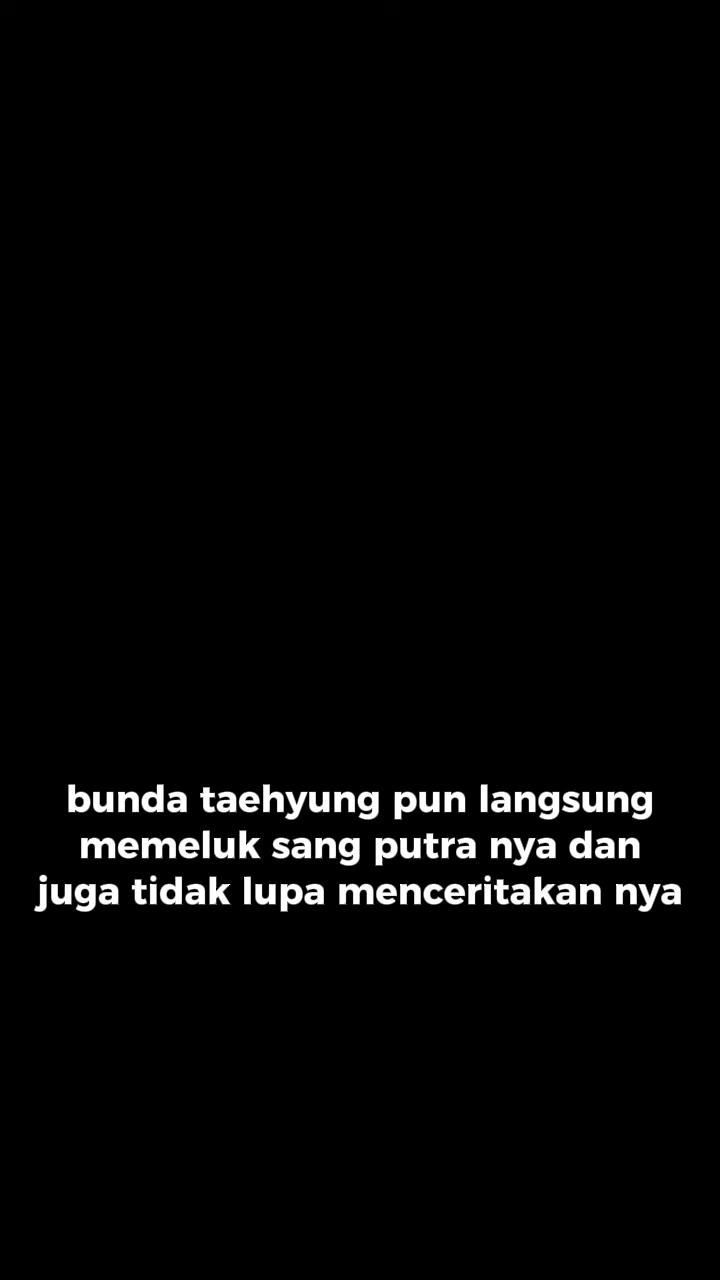 bunda taehyung pun langsung
memeluk sang putra nya dan
juga tidak lupa menceritakan nya